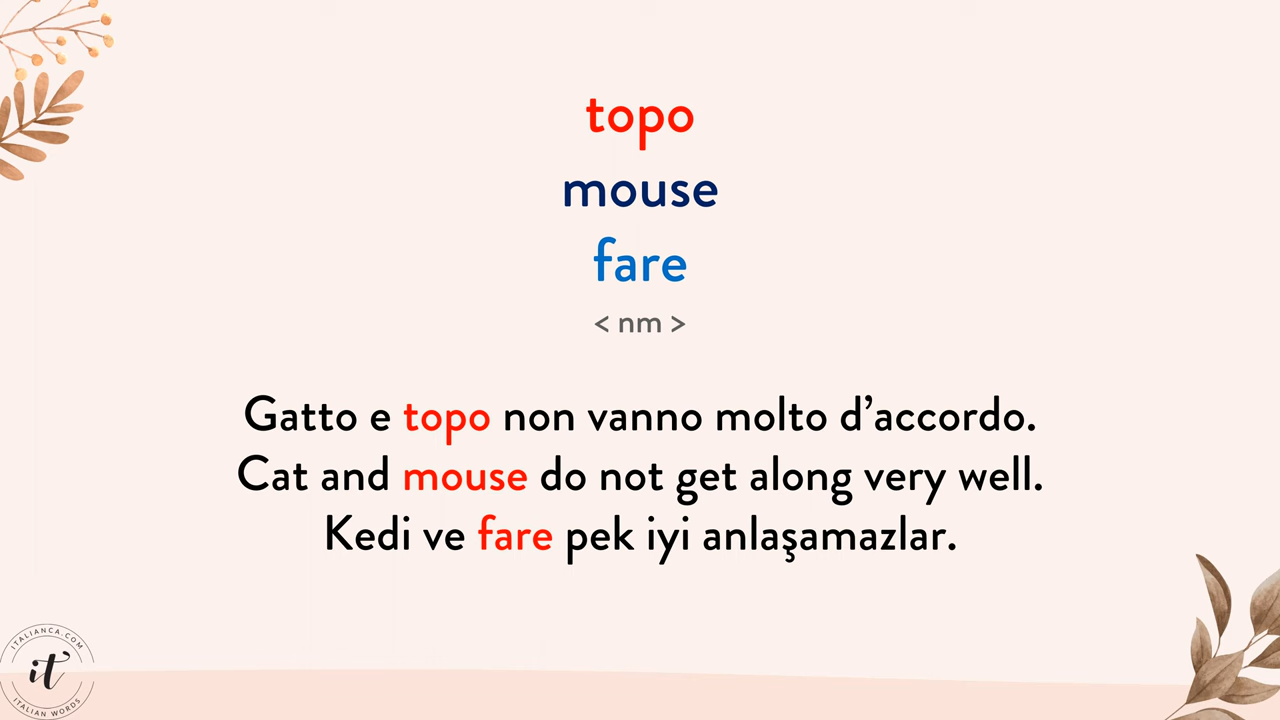 topo
mouse
fare
< nm >
Gatto e topo non vanno molto d’accordo.
Cat and mouse do not get along very well.
Kedi ve fare pek iyi anlaşamazlar.
ITALIANCA.COM
it
ITALIAN WORDS